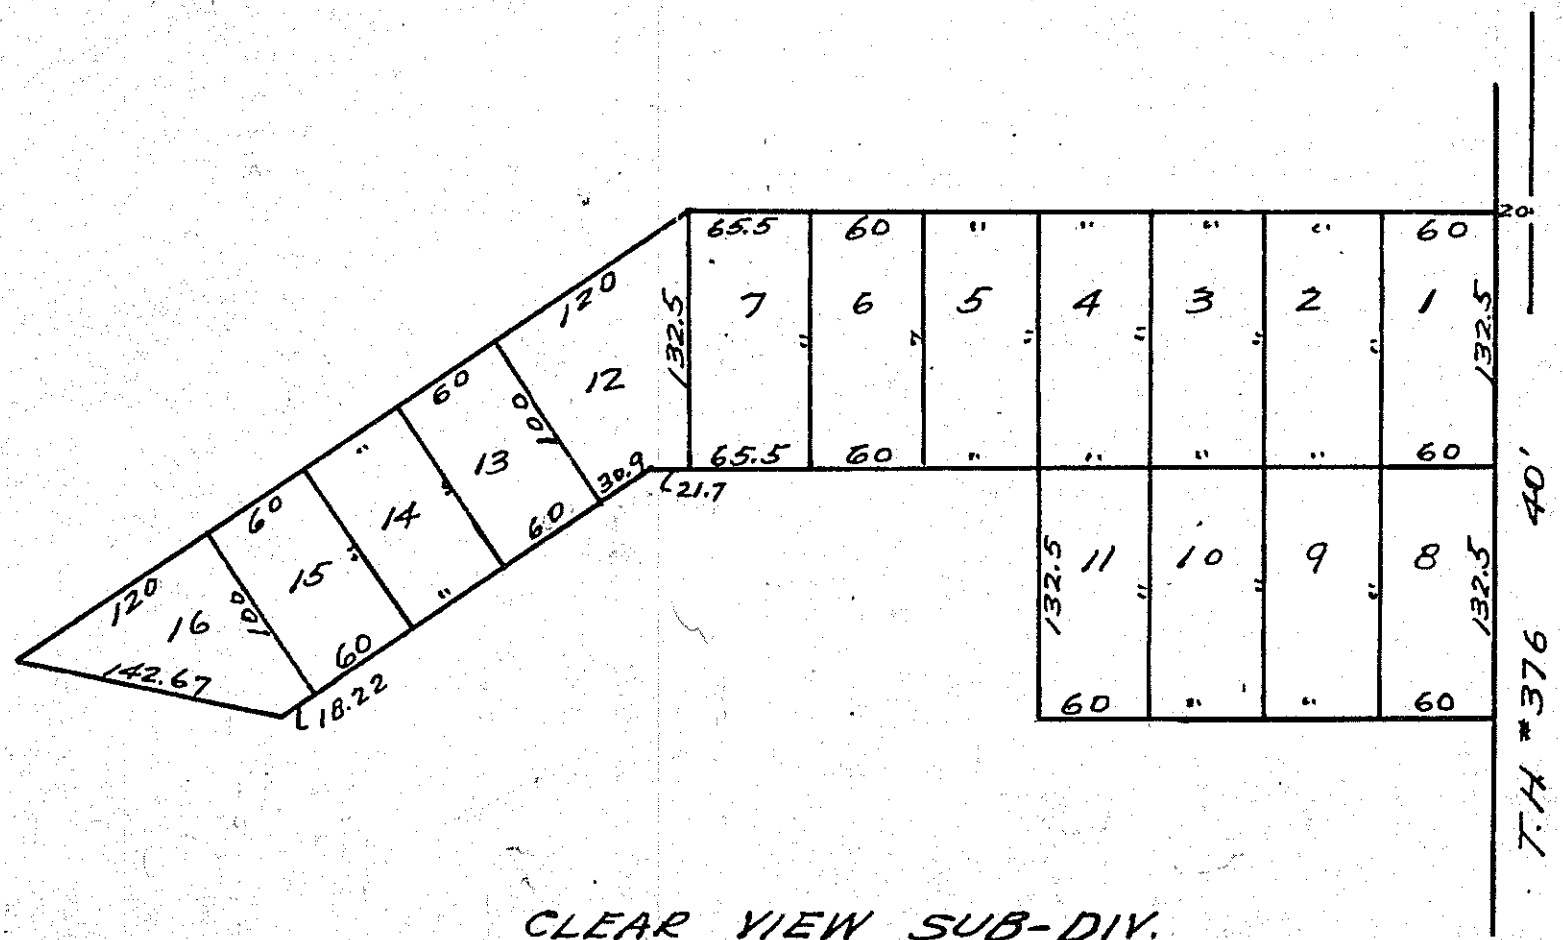 65.5 60 " " " " 60 20
120 132.5 7 6 5 4 3 2 1 132.5
" " " " " "
60 100 12
" 13 65.5 60 " " " " 60
30.9 21.7
60 14 " 60 40'
15 " 132.5 11 10 9 8 132.5
" " " "
120 16 100 60
142.67 18.22 60 " " 60
T.H #376
CLEAR VIEW SUB-DIV.